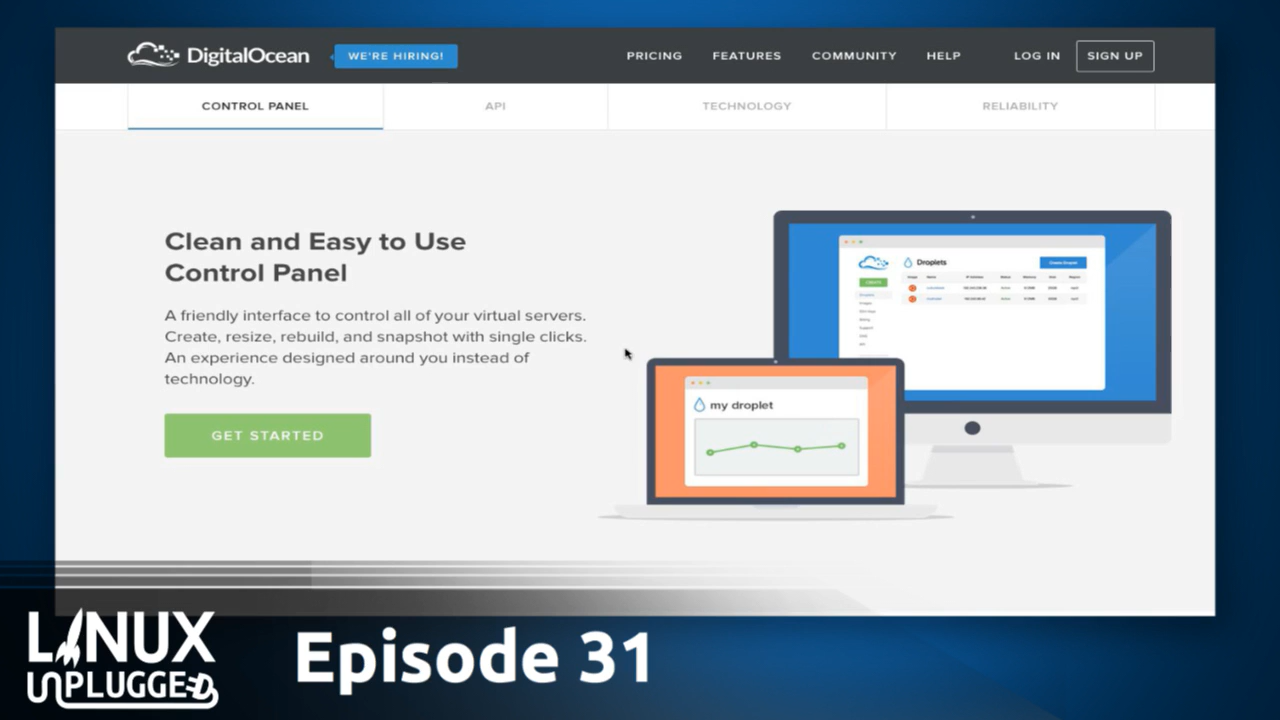 DigitalOcean
WE'RE HIRING!
PRICING
FEATURES
COMMUNITY
HELP
LOG IN
SIGN UP
CONTROL PANEL
API
TECHNOLOGY
RELIABILITY
Clean and Easy to Use
Control Panel
A friendly interface to control all of your virtual servers.
Create, resize, rebuild, and snapshot with single clicks.
An experience designed around you instead of
technology.
GET STARTED
Droplets
Create Droplet
my droplet
LINUX
UNPLUGGED
Episode 31